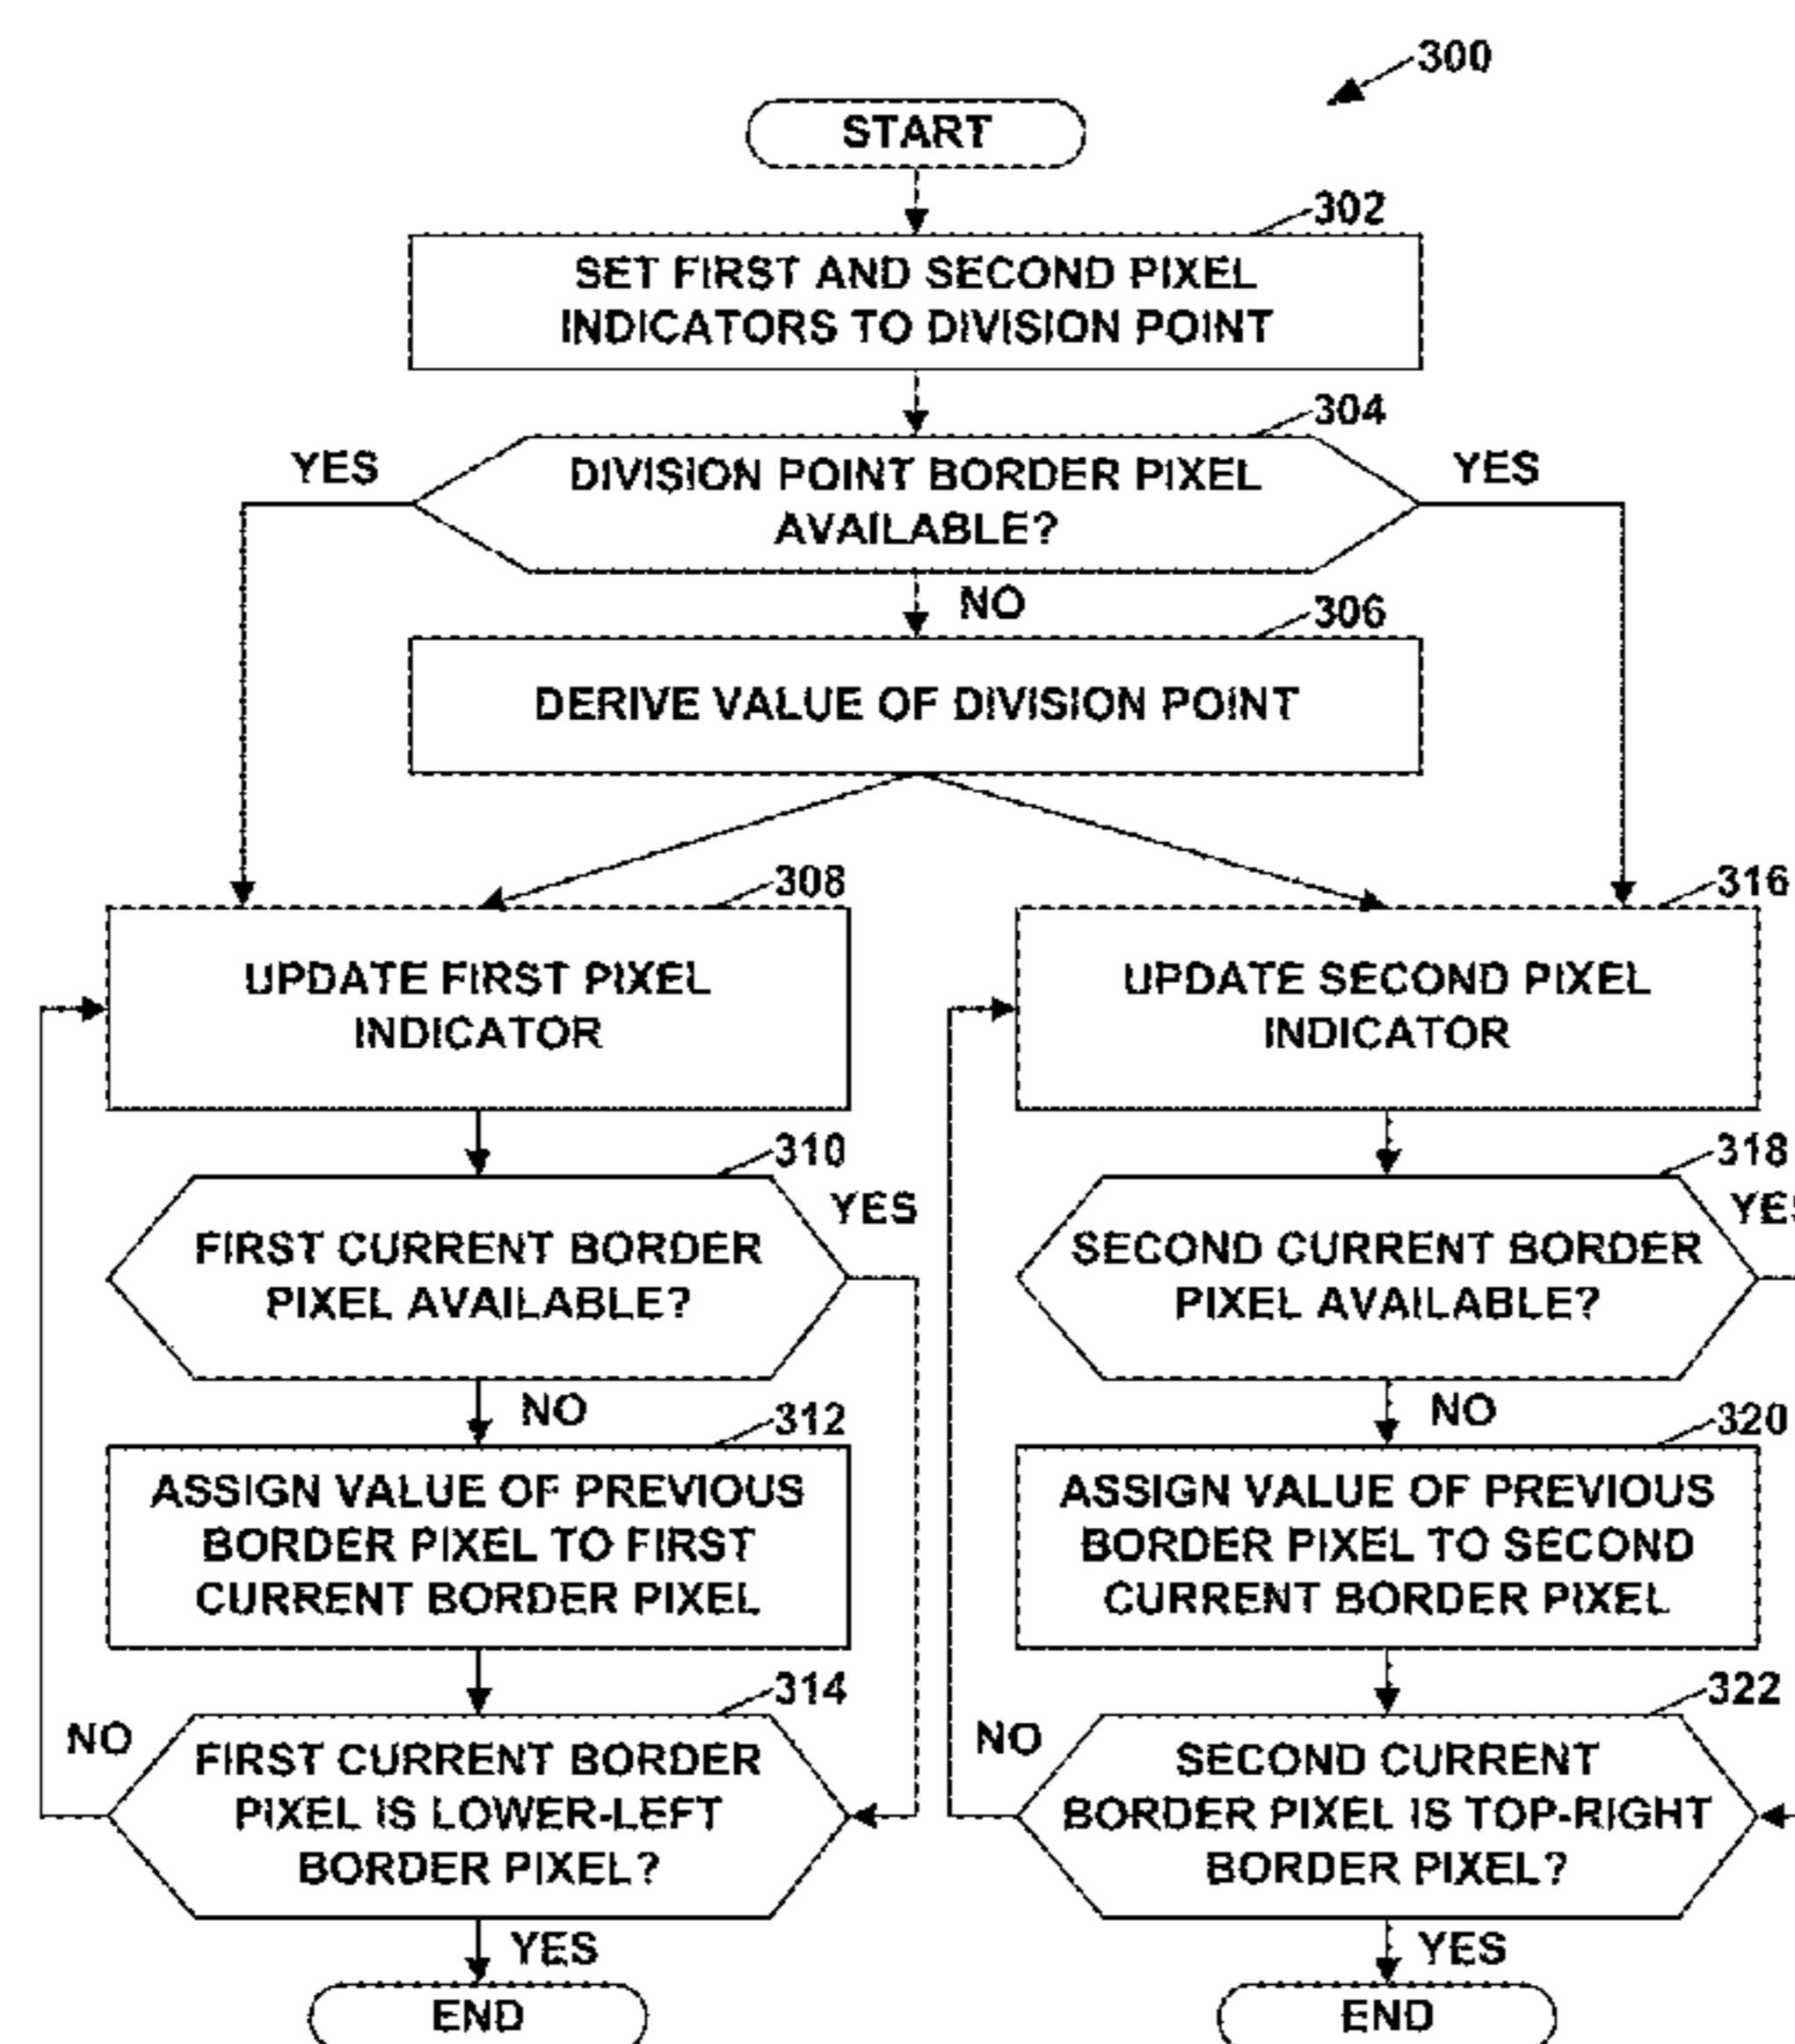 300
START
302
SET FIRST AND SECOND PIXEL
INDICATORS TO DIVISION POINT
304
YES
DIVISION POINT BORDER PIXEL
AVAILABLE?
YES
NO
306
DERIVE VALUE OF DIVISION POINT
308
UPDATE FIRST PIXEL
INDICATOR
310
YES
FIRST CURRENT BORDER
PIXEL AVAILABLE?
NO
312
ASSIGN VALUE OF PREVIOUS
BORDER PIXEL TO FIRST
CURRENT BORDER PIXEL
314
NO
FIRST CURRENT BORDER
PIXEL IS LOWER-LEFT
BORDER PIXEL?
YES
END
316
UPDATE SECOND PIXEL
INDICATOR
318
YES
SECOND CURRENT BORDER
PIXEL AVAILABLE?
NO
320
ASSIGN VALUE OF PREVIOUS
BORDER PIXEL TO SECOND
CURRENT BORDER PIXEL
322
NO
SECOND CURRENT
BORDER PIXEL IS TOP-RIGHT
BORDER PIXEL?
YES
END